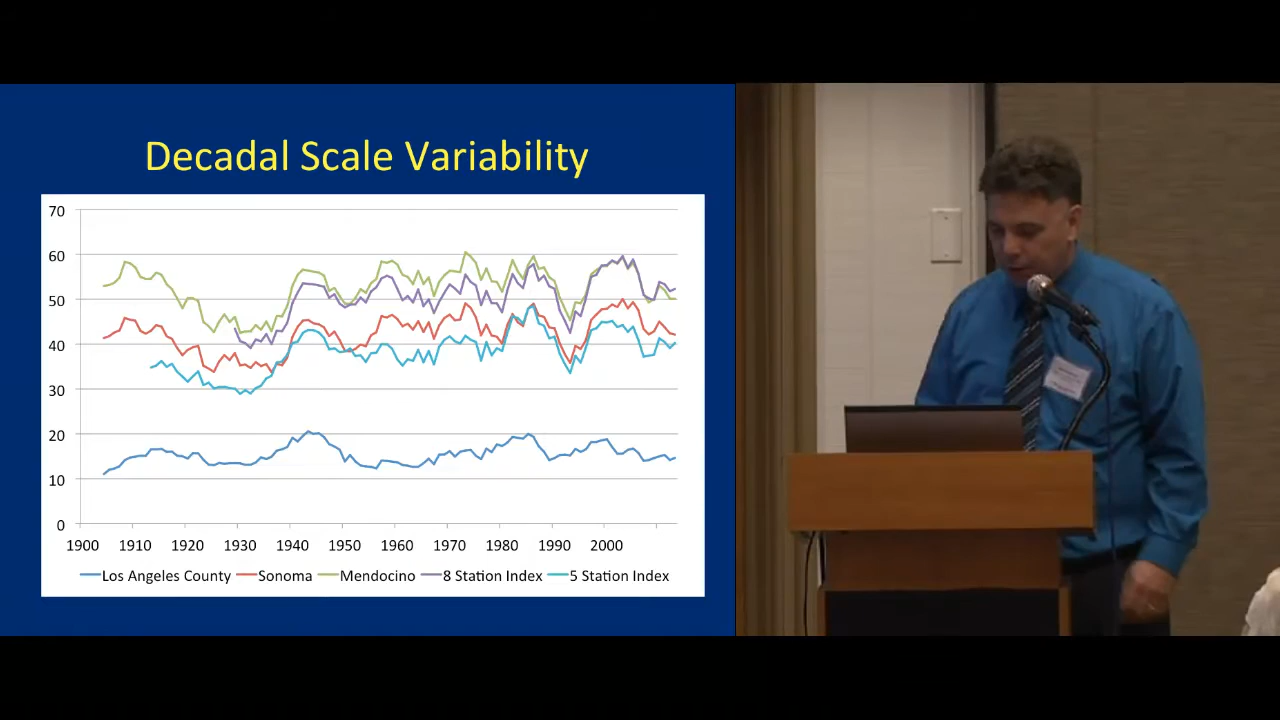 Decadal Scale Variability
70
60
50
40
30
20
10
0
1900 1910 1920 1930 1940 1950 1960 1970 1980 1990 2000
Los Angeles County Sonoma Mendocino 8 Station Index 5 Station Index